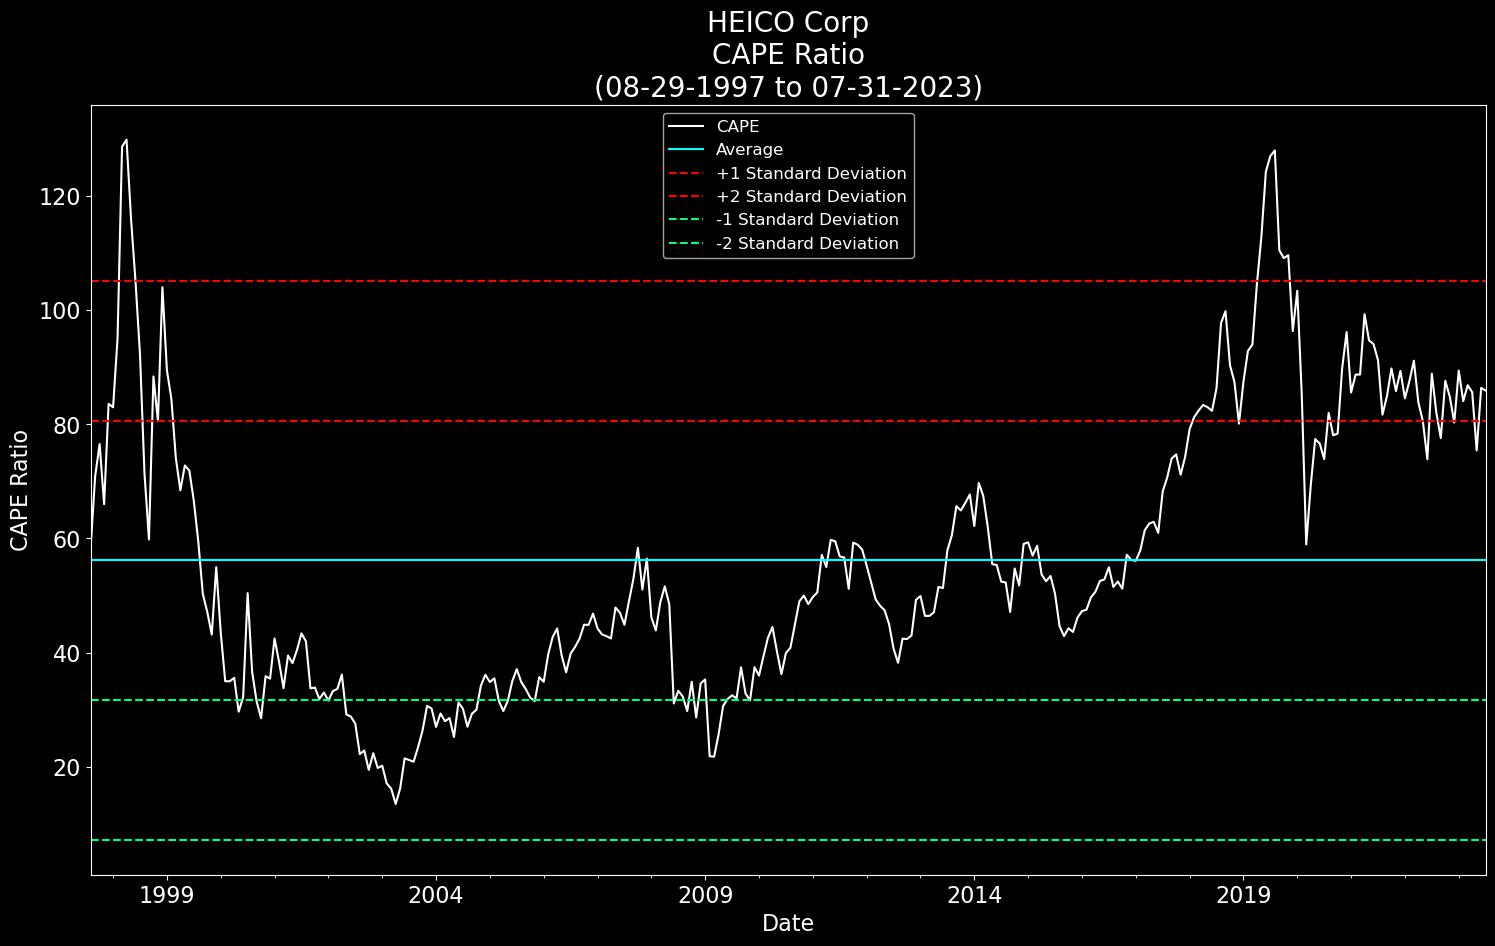 HEICO Corp
CAPE Ratio
(08-29-1997 to 07-31-2023)
CAPE
Average
+1 Standard Deviation
+2 Standard Deviation
-1 Standard Deviation
-2 Standard Deviation
CAPE Ratio
120
100
80
60
40
20
1999
2004
2009
2014
2019
Date